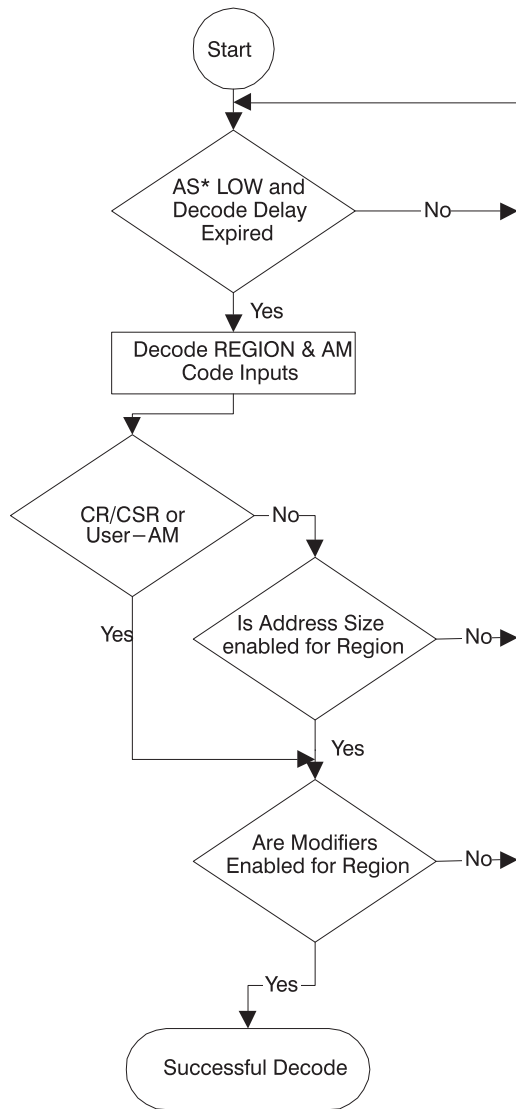 Start
AS* LOW and
Decode Delay
Expired
No
Yes
Decode REGION & AM
Code Inputs
CR/CSR or
User−AM
No
Yes
Is Address Size
enabled for Region
No
Yes
Are Modifiers
Enabled for Region
No
Yes
Successful Decode